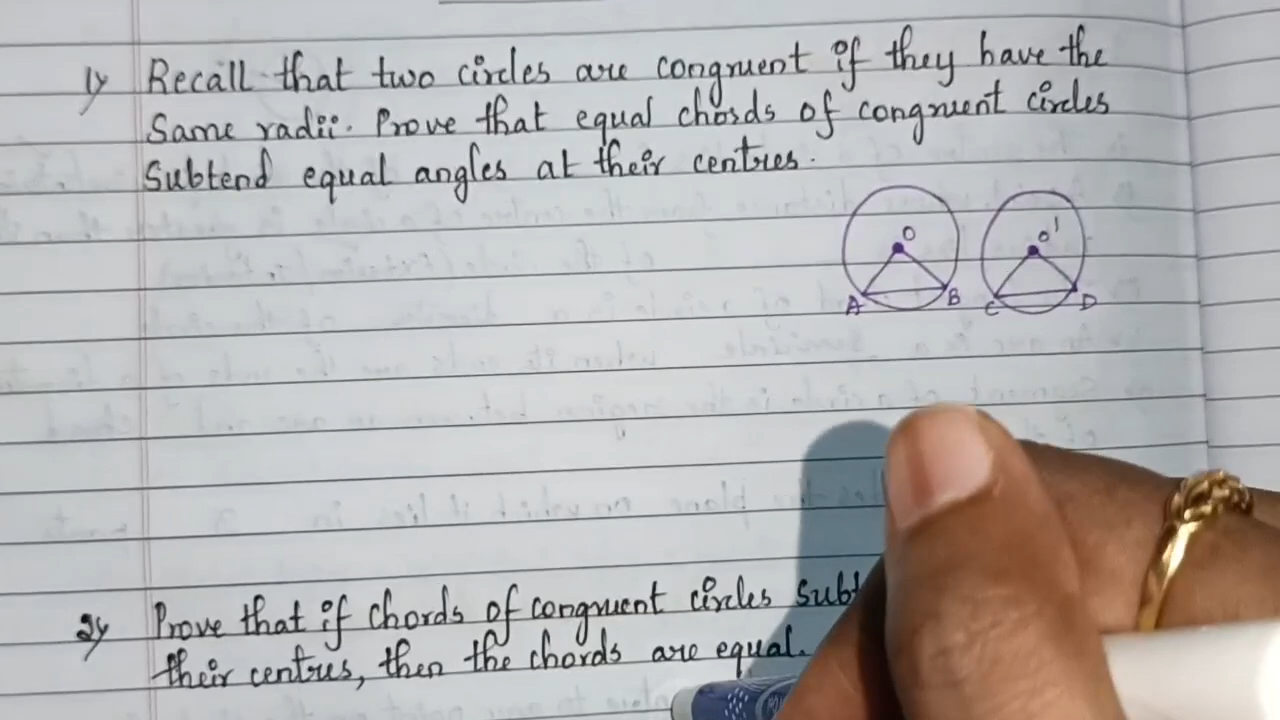 1) Recall that two circles are congruent if they have the
Same radii. Prove that equal chords of congruent circles
Subtend equal angles at their centres.
O O'
A B C D
2) Prove that if chords of congruent circles
their centres, then the chords are equal.